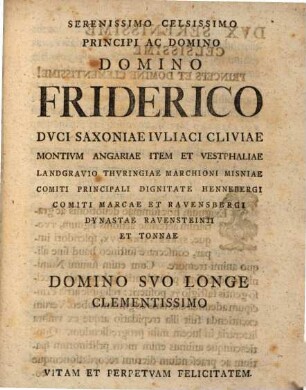 SERENISSIMO CELSISSIMO
PRINCIPI AC DOMINO
DOMINO
FRIDERICO
DVCI SAXONIAE IVLIACI CLIVIAE
MONTIVM ANGARIAE ITEM ET VESTPHALIAE
LANDGRAVIO THVRINGIAE MARCHIONI MISNIAE
COMITI PRINCIPALI DIGNITATE HENNEBERGI
COMITI MARCAE ET RAVENSBERGI
DYNASTAE RAVENSTEINTI
ET TONNAE
DOMINO SVO LONGE
CLEMENTISSIMO
VITAM ET PERPETVAM FELICITATEM.